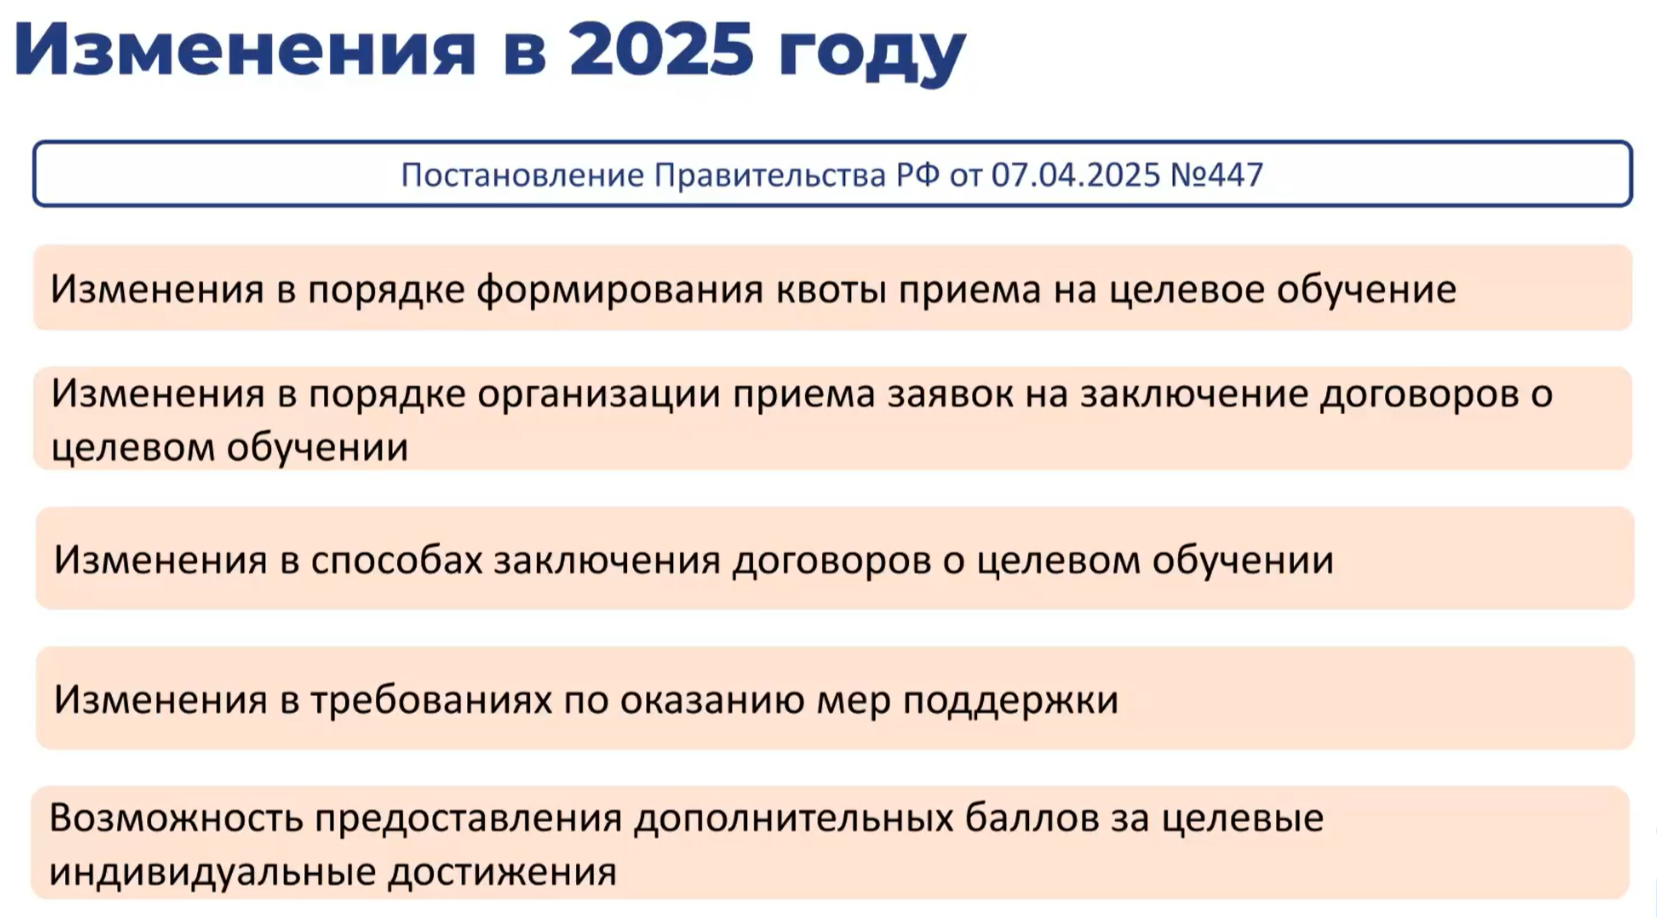 Изменения в 2025 году
Постановление Правительства РФ от 07.04.2025 №447
Изменения в порядке формирования квоты приема на целевое обучение
Изменения в порядке организации приема заявок на заключение договоров о
целевом обучении
Изменения в способах заключения договоров о целевом обучении
Изменения в требованиях по оказанию мер поддержки
Возможность предоставления дополнительных баллов за целевые
индивидуальные достижения